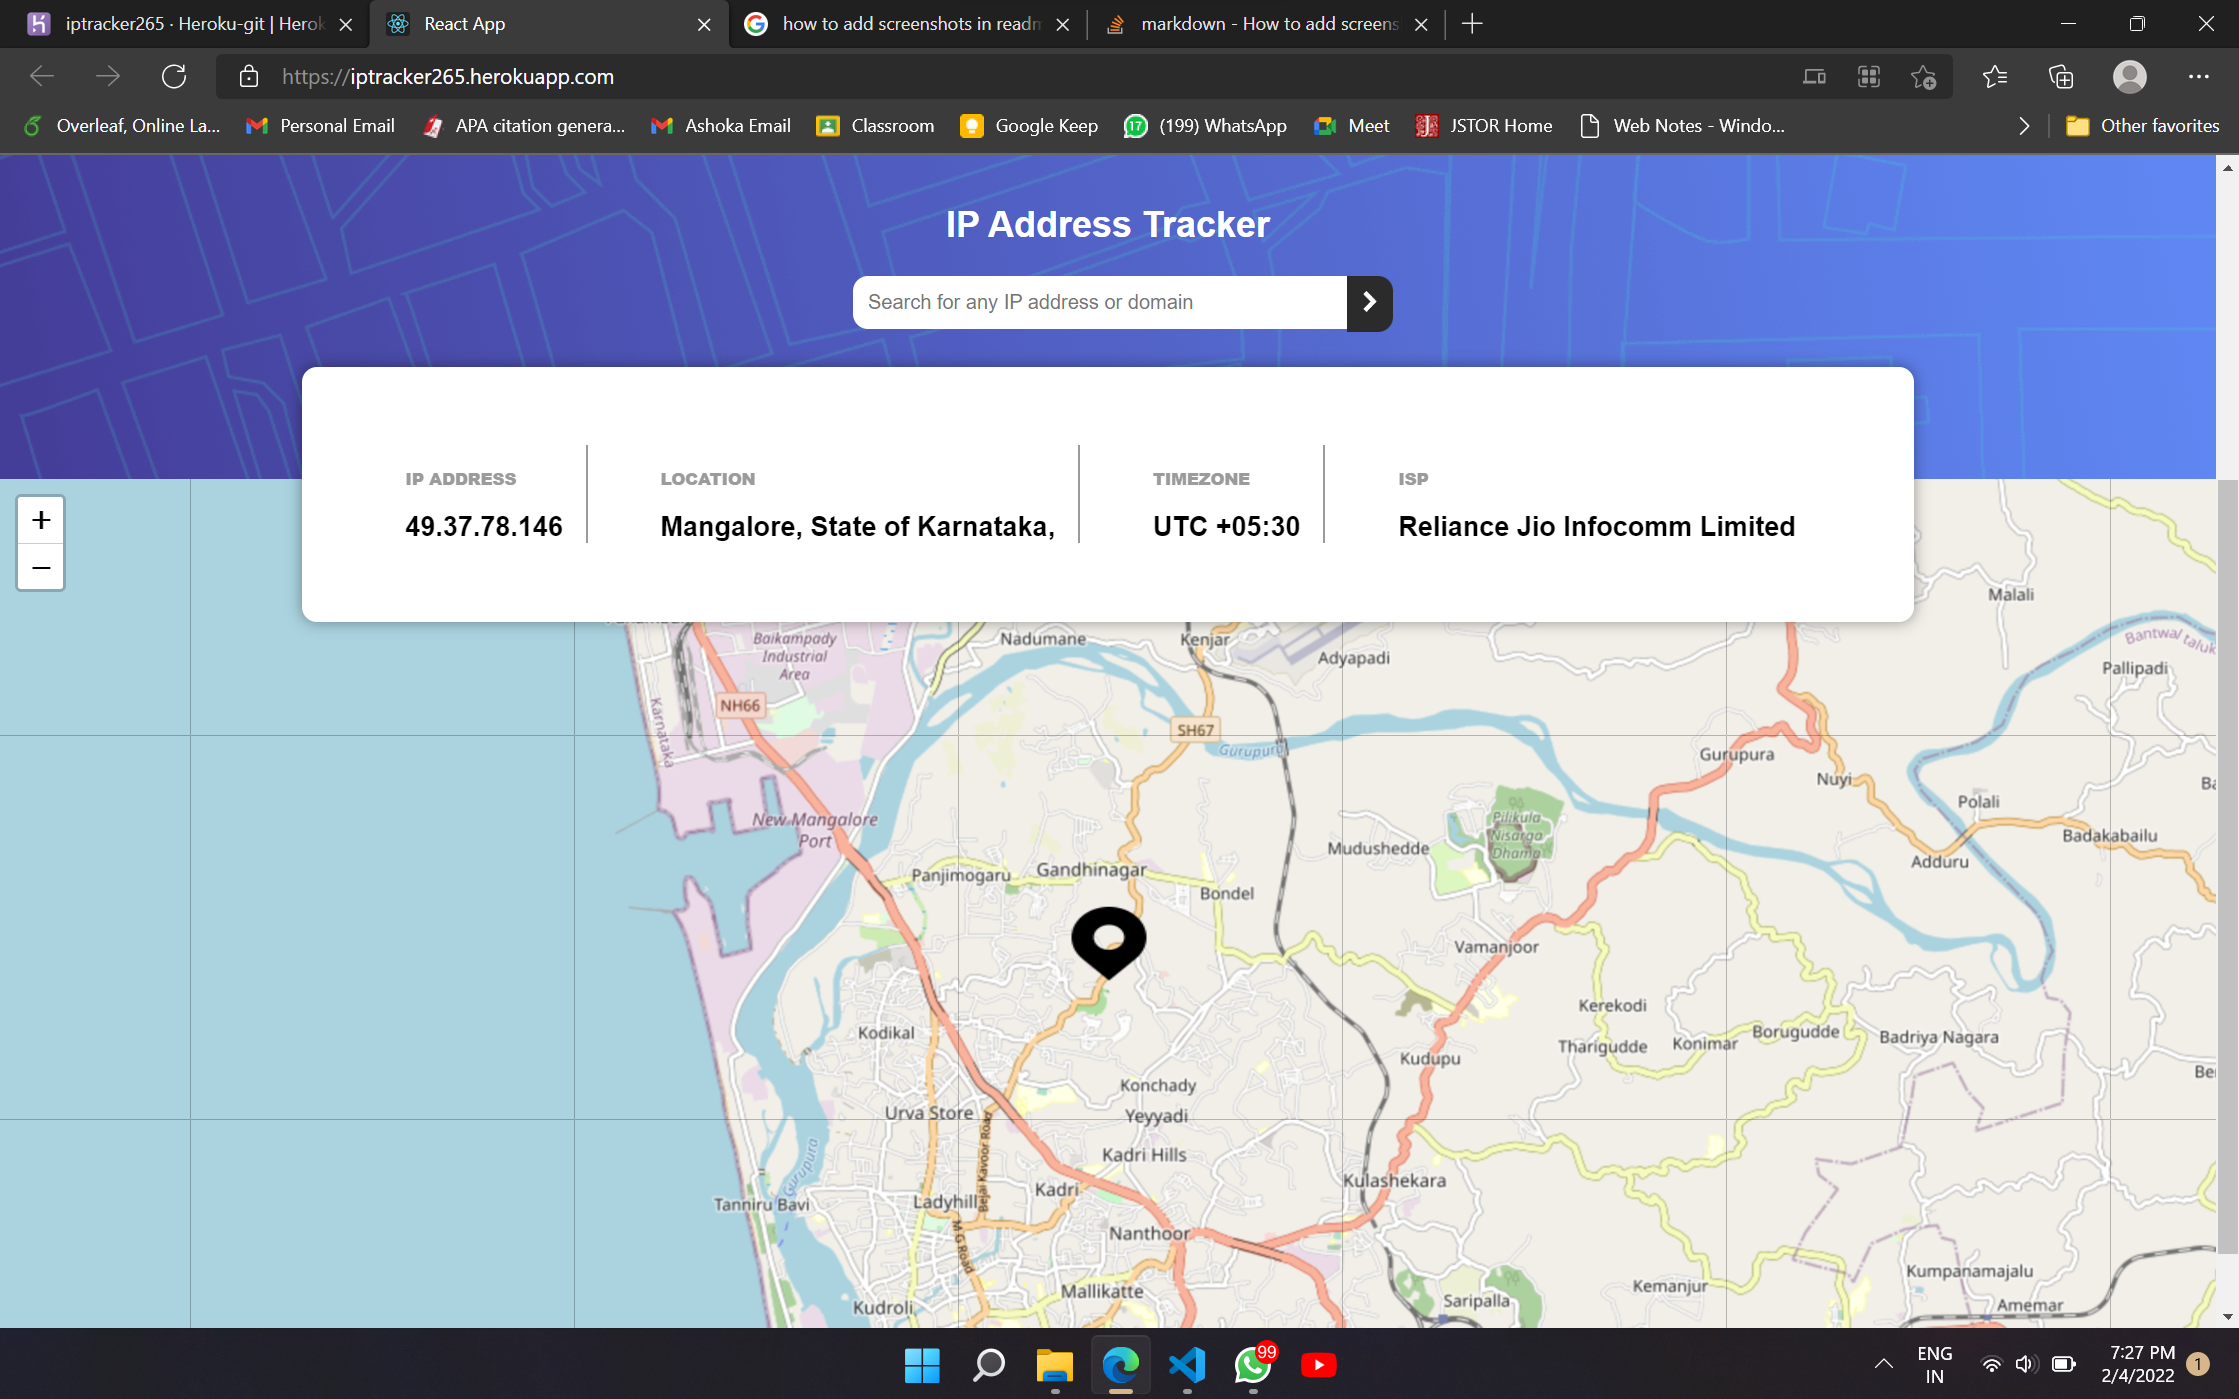 iptracker265 · Heroku-git | Herok
React App
how to add screenshots in readm
markdown - How to add screens
https://iptracker265.herokuapp.com
Overleaf, Online La...
Personal Email
APA citation genera...
Ashoka Email
Classroom
Google Keep
17
(199) WhatsApp
Meet
JSTOR Home
Web Notes - Windo...
Other favorites
IP Address Tracker
Search for any IP address or domain
IP ADDRESS
49.37.78.146
LOCATION
Mangalore, State of Karnataka,
TIMEZONE
UTC +05:30
ISP
Reliance Jio Infocomm Limited
+
−
Malali
Baikampady
Industrial
Area
Nadumane
Kenjar
Adyapadi
Bantwal taluk
Pallipadi
Karnataka
NH66
SH67
Gurupura
Gurupura
Nuyi
Polali
Badakabailu
Adduru
New Mangalore
Port
Pilikula
Nisarga
Dhama
Mudushedde
Panjimogaru
Gandhinagar
Bondel
Vamanjoor
Kerekodi
Kodikal
Tharigudde
Konimar
Borugudde
Badriya Nagara
Kudupu
Konchady
Urva Store
Yeyyadi
Bejai Kavoor Road
Kadri Hills
Gurupura
Kadri
Kulashekara
Tanniru Bavi
Ladyhill
Nanthoor
M G Road
Mallikatte
Kudroli
Saripalla
Kemanjur
Kumpanamajalu
Amemar
99
ENG
IN
7:27 PM
2/4/2022
1